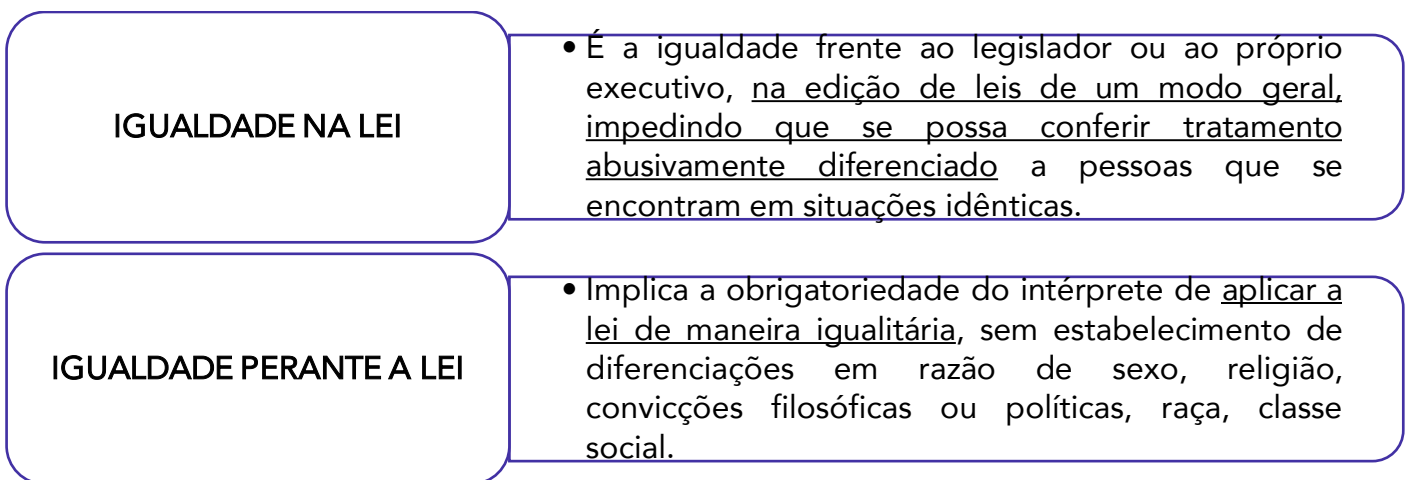 IGUALDADE NA LEI
• É a igualdade frente ao legislador ou ao próprio
executivo, na edição de leis de um modo geral,
impedindo que se possa conferir tratamento
abusivamente diferenciado a pessoas que se
encontram em situações idênticas.
IGUALDADE PERANTE A LEI
• Implica a obrigatoriedade do intérprete de aplicar a
lei de maneira igualitária, sem estabelecimento de
diferenciações em razão de sexo, religião,
convicções filosóficas ou políticas, raça, classe
social.